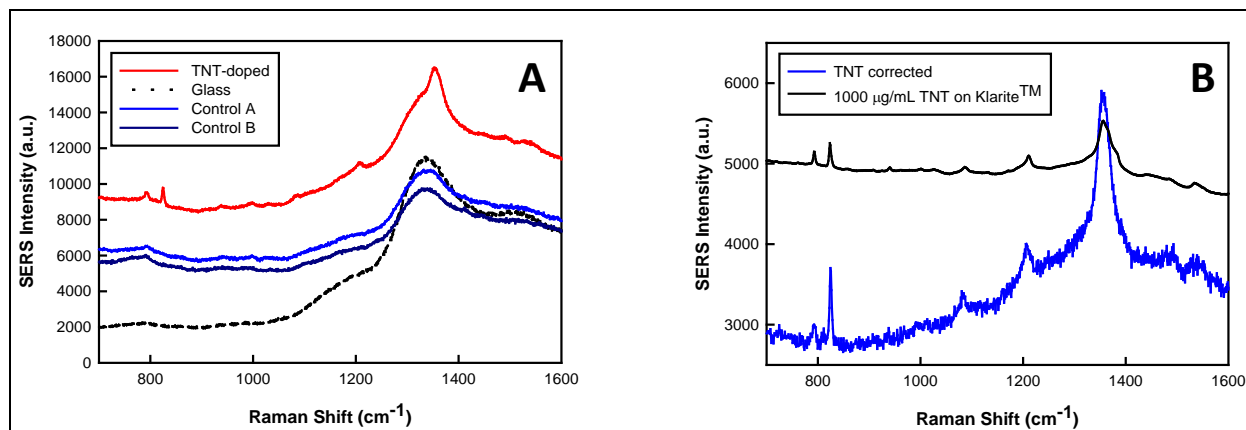 A
TNT-doped
Glass
Control A
Control B
18000
16000
14000
12000
10000
8000
6000
4000
2000
0
SERS Intensity (a.u.)
800 1000 1200 1400 1600
Raman Shift (cm⁻¹)
B
TNT corrected
1000 μg/mL TNT on Klarite™
6000
5000
4000
3000
SERS Intensity (a.u.)
800 1000 1200 1400 1600
Raman Shift (cm⁻¹)